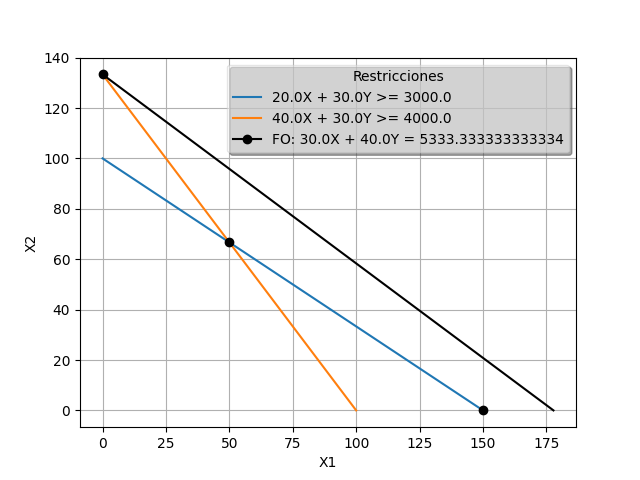 Restricciones
20.0X + 30.0Y >= 3000.0
40.0X + 30.0Y >= 4000.0
FO: 30.0X + 40.0Y = 5333.333333333334
140
120
100
80
60
40
20
0
X2
0 25 50 75 100 125 150 175
X1